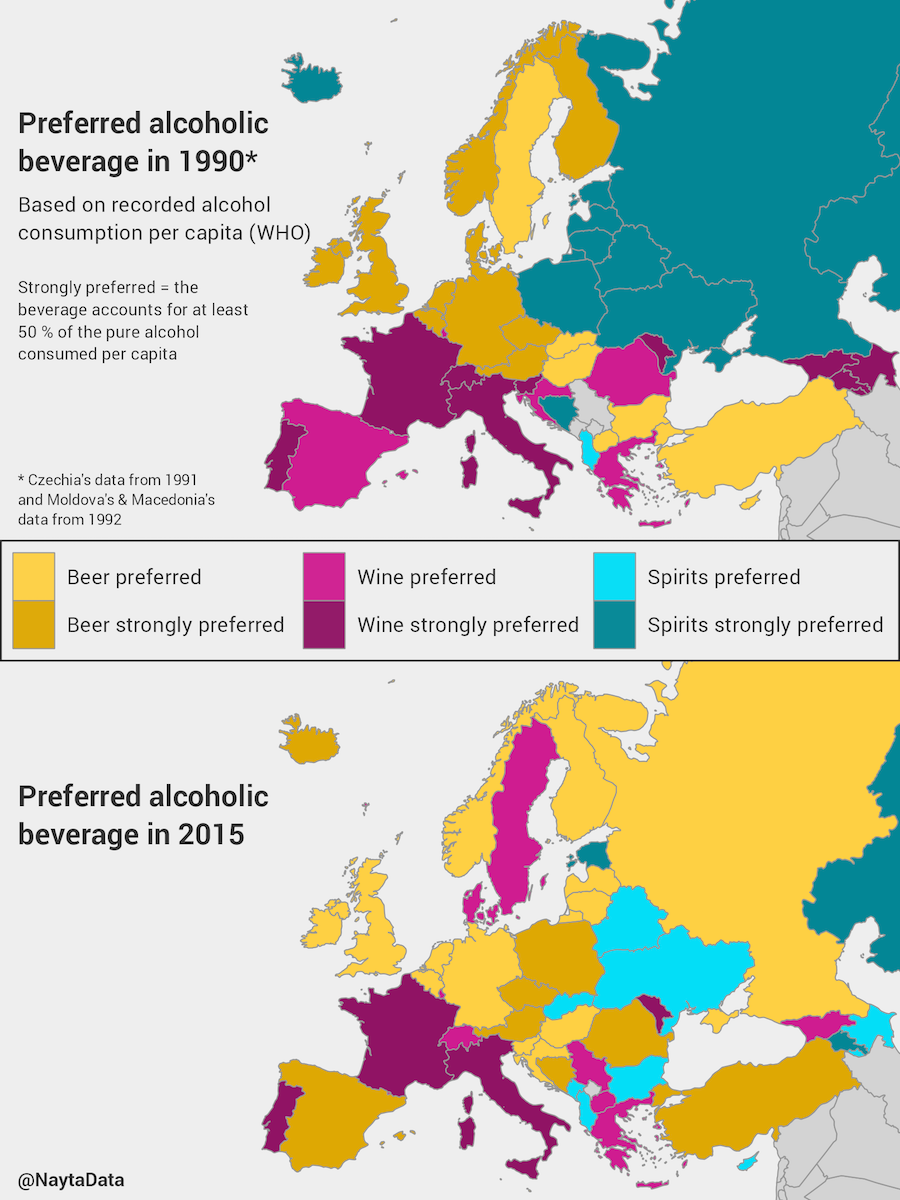 Preferred alcoholic
beverage in 1990*
Based on recorded alcohol
consumption per capita (WHO)
Strongly preferred = the
beverage accounts for at least
50 % of the pure alcohol
consumed per capita
* Czechia's data from 1991
and Moldova's & Macedonia's
data from 1992
Beer preferred
Wine preferred
Spirits preferred
Beer strongly preferred
Wine strongly preferred
Spirits strongly preferred
Preferred alcoholic
beverage in 2015
@NaytaData